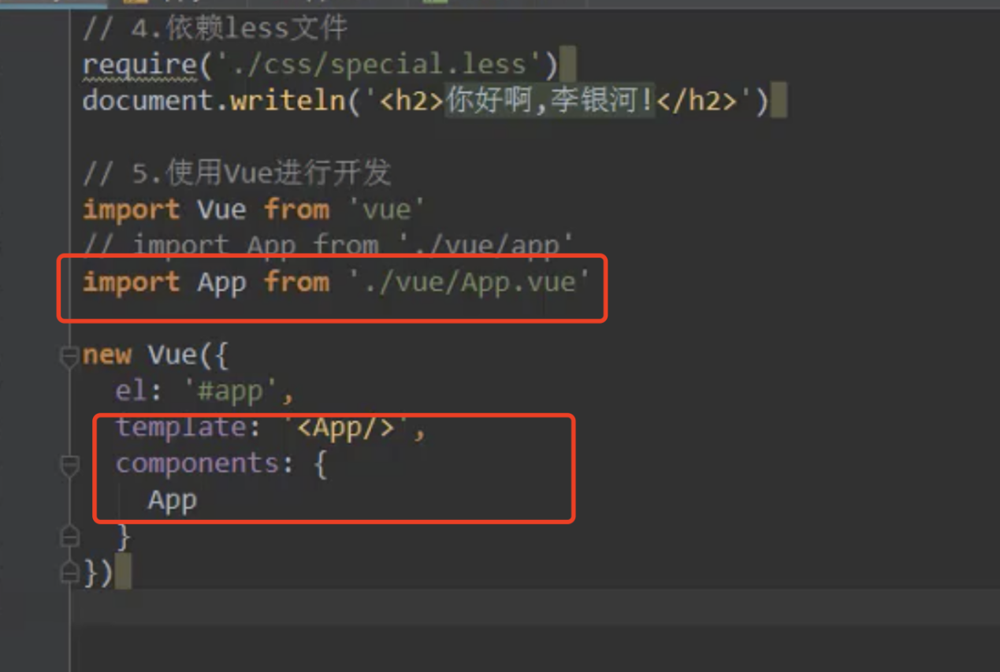 // 4.依赖less文件
require('./css/special.less')
document.writeln('<h2>你好啊,李银河!</h2>')
// 5.使用Vue进行开发
import Vue from 'vue'
// import App from './vue/app'
import App from './vue/App.vue'
new Vue({
el: '#app',
template: '<App/>',
components: {
App
}
})